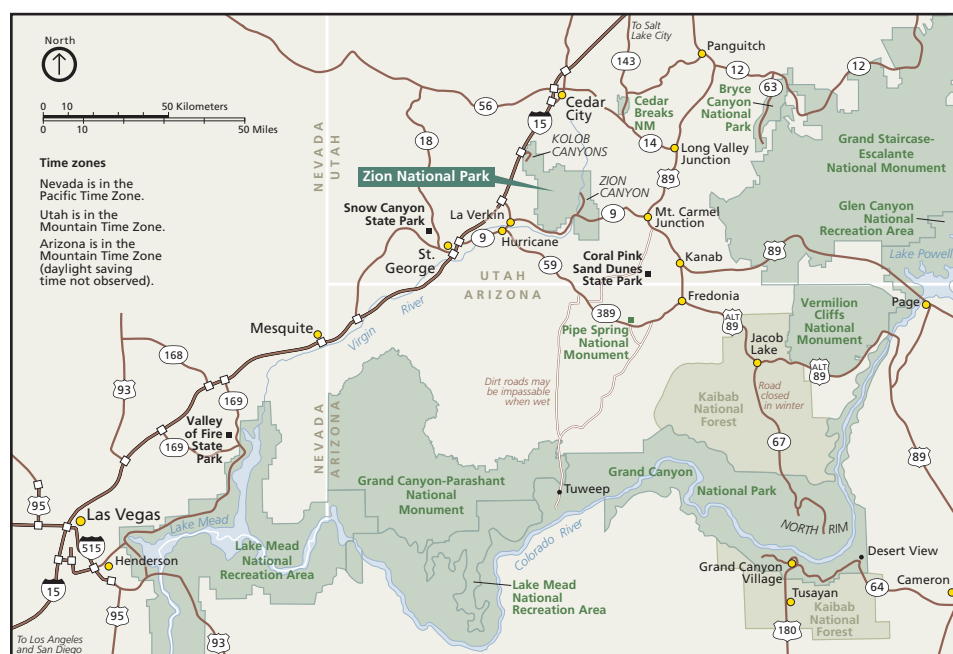 North
0 10 50 Kilometers
0 10 50 Miles
Time zones
Nevada is in the
Pacific Time Zone.
Utah is in the
Mountain Time Zone.
Arizona is in the
Mountain Time Zone
(daylight saving
time not observed).
To Salt
Lake City
143
Panguitch
12
63
12
Bryce
Canyon
National
Park
56
Cedar
City
15
Cedar
Breaks
NM
14
Long Valley
Junction
Grand Staircase-
Escalante
National Monument
18
NEVADA
UTAH
KOLOB
CANYONS
Zion National Park
ZION
CANYON
89
Glen Canyon
National
Recreation Area
Snow Canyon
State Park
La Verkin
9
9
Hurricane
Mt. Carmel
Junction
St.
George
59
Coral Pink
Sand Dunes
State Park
Kanab
89
Lake Powell
UTAH
ARIZONA
Fredonia
Page
Virgin River
389
Pipe Spring
National
Monument
ALT
89
Vermilion
Cliffs
National
Monument
Mesquite
Jacob
Lake
ALT
89
168
93
169
Dirt roads may
be impassable
when wet
Road
closed
in winter
Kaibab
National
Forest
Valley
of Fire
State
Park
169
NEVADA
ARIZONA
67
89
Grand Canyon-Parashant
National
Monument
Tuweep
Grand Canyon
National Park
95
Las Vegas
Lake Mead
NORTH RIM
515
Henderson
Lake Mead
National
Recreation Area
Colorado River
Desert View
Grand Canyon
Village
64
Cameron
15
95
Lake Mead
National
Recreation Area
Tusayan
Kaibab
National
Forest
180
93
To Los Angeles
and San Diego